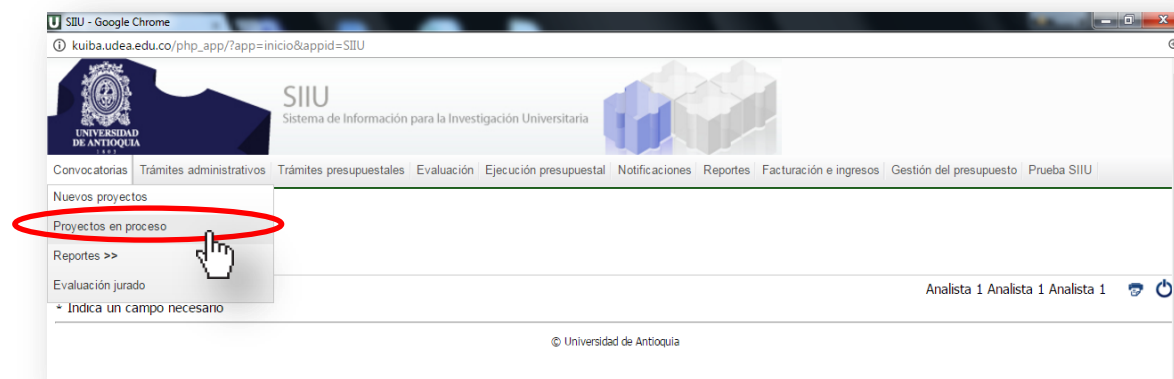 SIIU - Google Chrome
kuiba.udea.edu.co/php_app/?app=inicio&appid=SIIU
UNIVERSIDAD
DE ANTIOQUIA
1803
SIIU
Sistema de Información para la Investigación Universitaria
Convocatorias Trámites administrativos Trámites presupuestales Evaluación Ejecución presupuestal Notificaciones Reportes Facturación e ingresos Gestión del presupuesto Prueba SIIU
Nuevos proyectos
Proyectos en proceso
Reportes >>
Evaluación jurado
Analista 1 Analista 1 Analista 1
* Indica un campo necesario
© Universidad de Antioquia